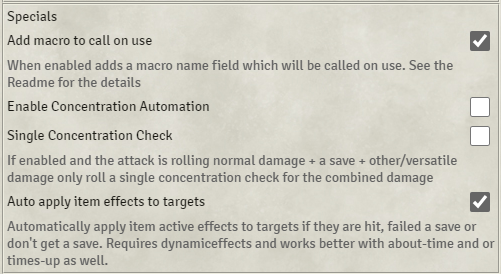 Specials
Add macro to call on use
When enabled adds a macro name field which will be called on use. See the
Readme for the details
Enable Concentration Automation
Single Concentration Check
If enabled and the attack is rolling normal damage + a save + other/versatile
damage only roll a single concentration check for the combined damage
Auto apply item effects to targets
Automatically apply item active effects to targets if they are hit, failed a save or
don't get a save. Requires dynamiceffects and works better with about-time and or
times-up as well.